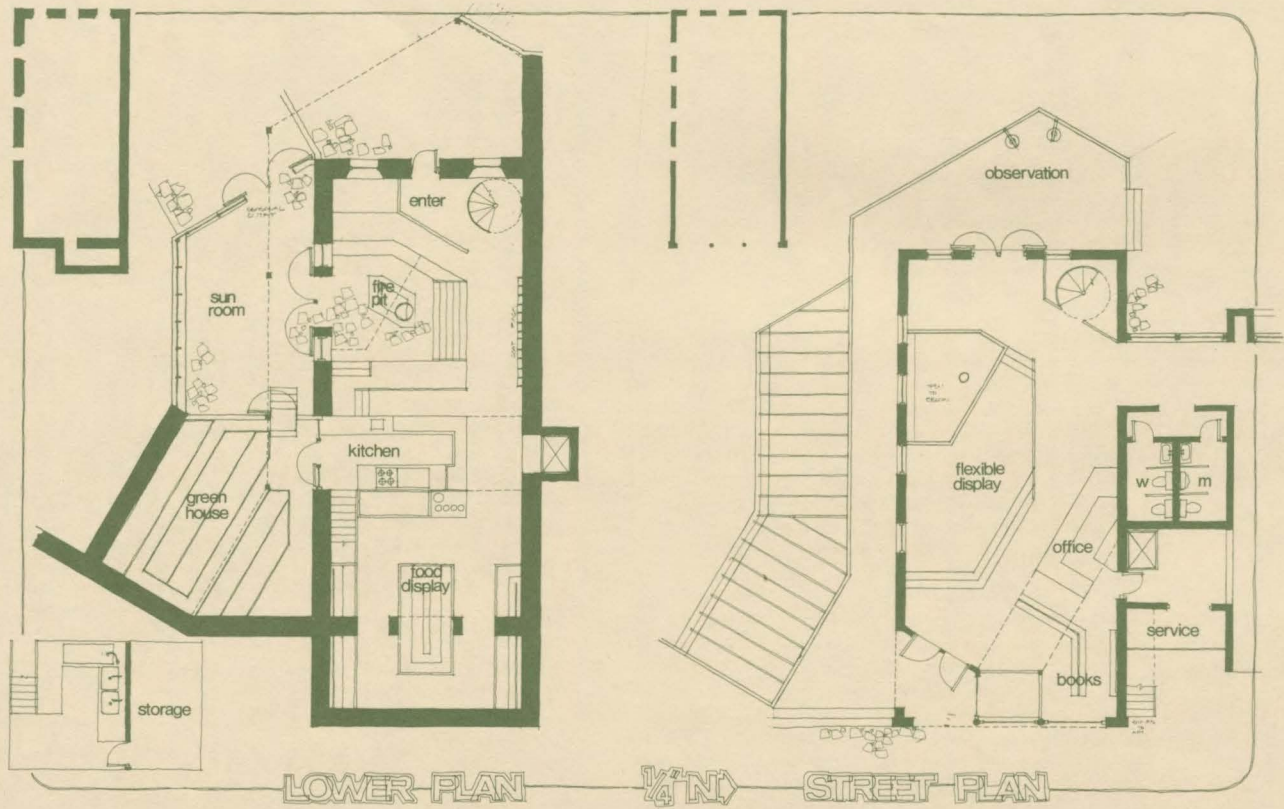 enter
sun
room
fire
pit
kitchen
green
house
food
display
storage
LOWER PLAN
1/4" N
observation
flexible
display
w
m
office
service
books
STREET PLAN